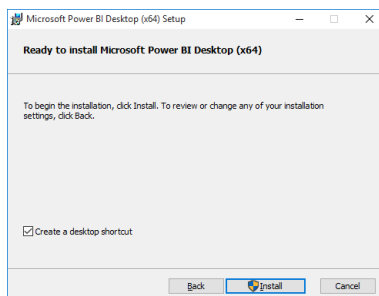 Microsoft Power BI Desktop (x64) Setup
Ready to install Microsoft Power BI Desktop (x64)
To begin the installation, click Install. To review or change any of your installation
settings, click Back.
Create a desktop shortcut
Back Install Cancel